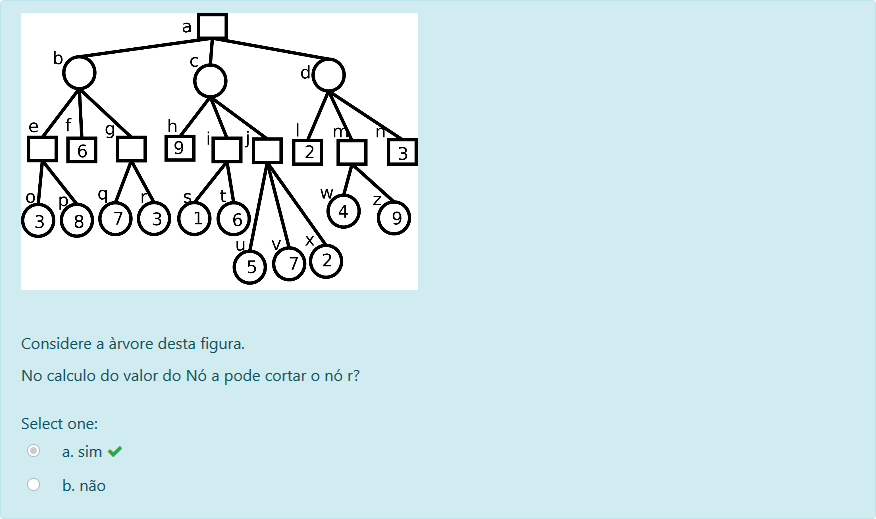 a
b c d
e f g h i j l m n
6 9 2 3
o p q r s t w z
3 8 7 3 1 6 4 9
u v x
5 7 2
Considere a àrvore desta figura.
No calculo do valor do Nó a pode cortar o nó r?
Select one:
a. sim
b. não